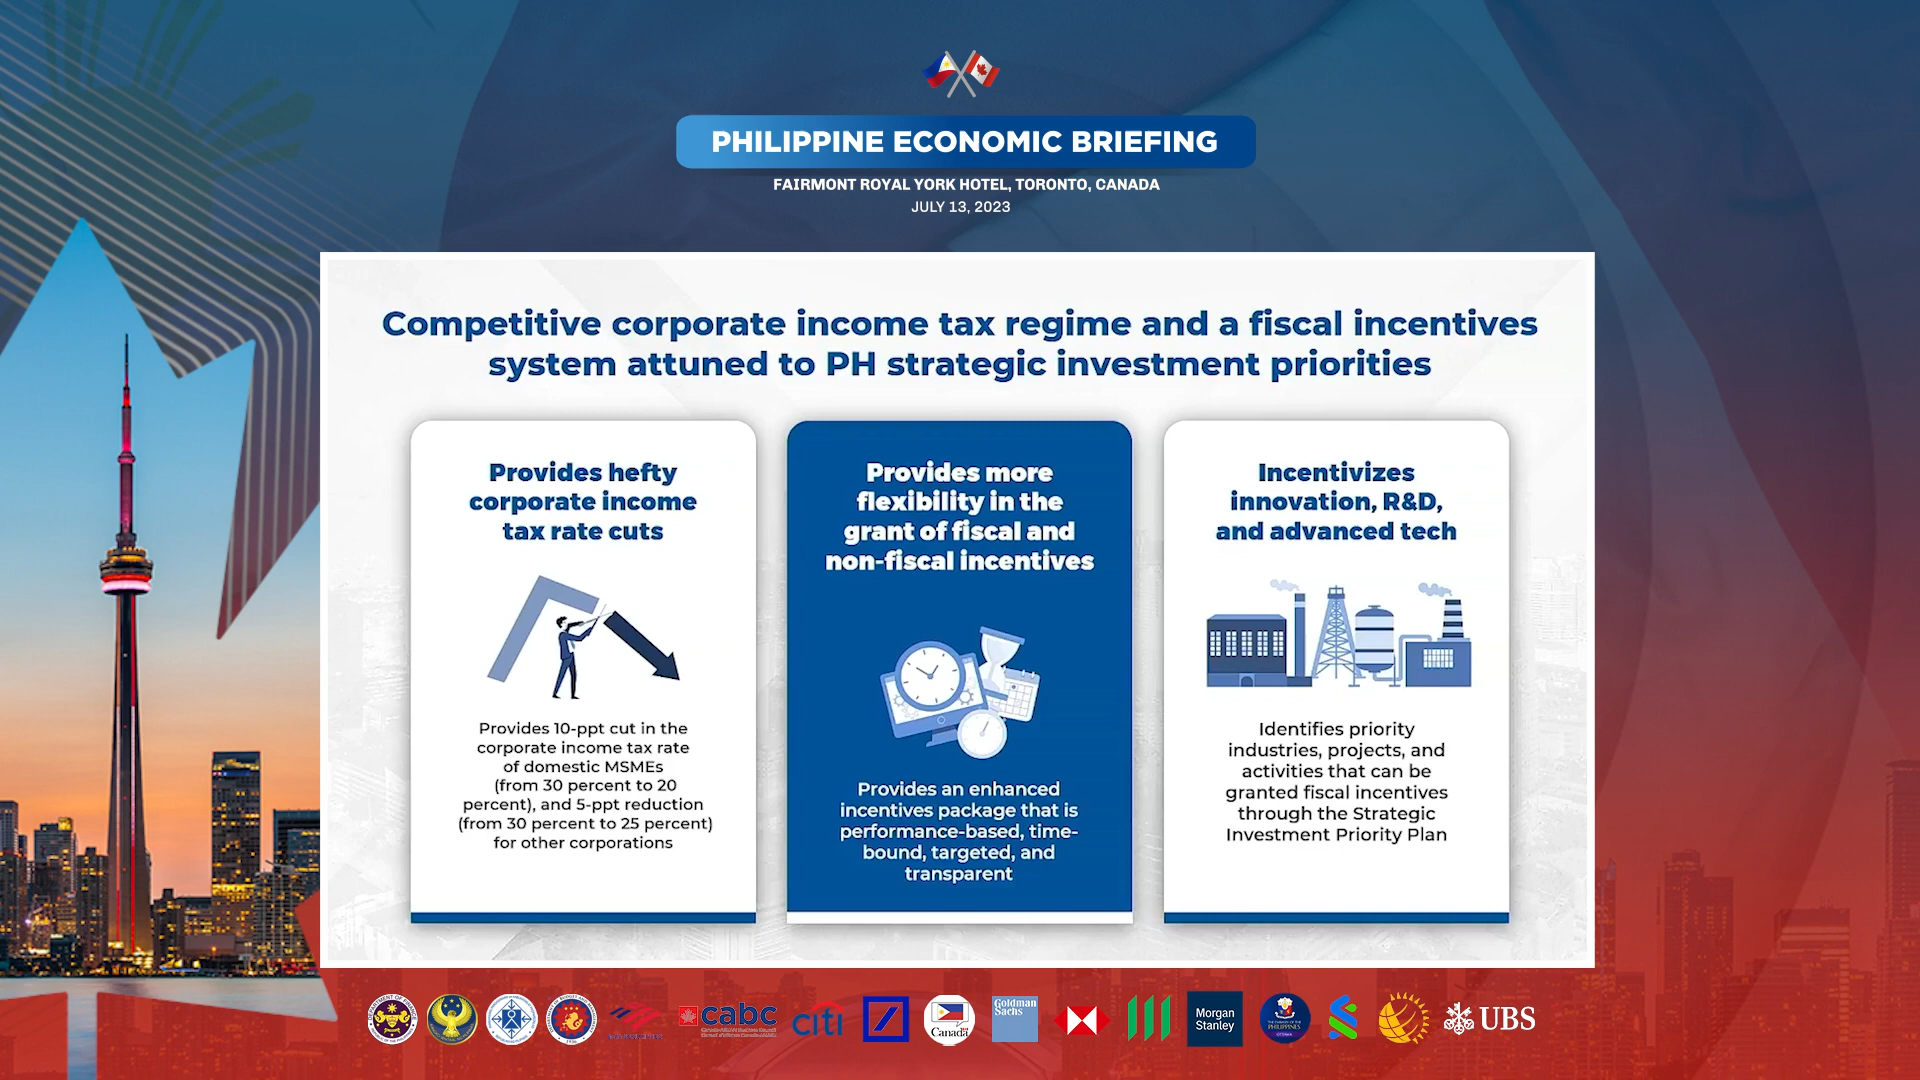 PHILIPPINE ECONOMIC BRIEFING
FAIRMONT ROYAL YORK HOTEL, TORONTO, CANADA
JULY 13, 2023
Competitive corporate income tax regime and a fiscal incentives
system attuned to PH strategic investment priorities
Provides hefty
corporate income
tax rate cuts
Provides 10-ppt cut in the
corporate income tax rate
of domestic MSMEs
(from 30 percent to 20
percent), and 5-ppt reduction
(from 30 percent to 25 percent)
for other corporations
Provides more
flexibility in the
grant of fiscal and
non-fiscal incentives
Provides an enhanced
incentives package that is
performance-based, time-
bound, targeted, and
transparent
Incentivizes
innovation, R&D,
and advanced tech
Identifies priority
industries, projects, and
activities that can be
granted fiscal incentives
through the Strategic
Investment Priority Plan
cabc
citi
Canada
Goldman
Sachs
Morgan
Stanley
PHILIPPINES
UBS